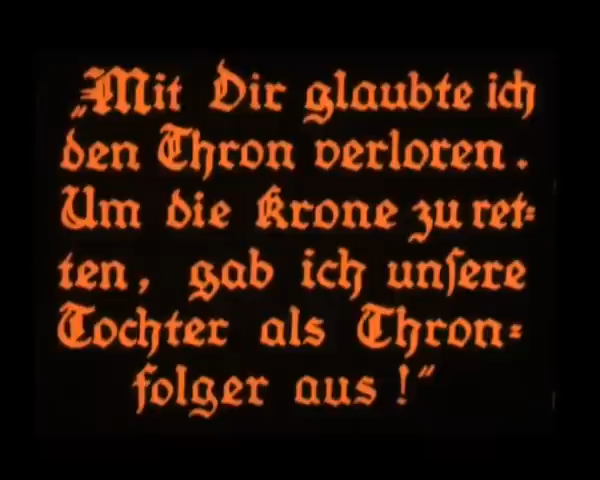 „Mit Dir glaubte ich
den Thron verloren.
Um die Krone zu ret⸗
ten, gab ich unſere
Tochter als Thron⸗
folger aus!“